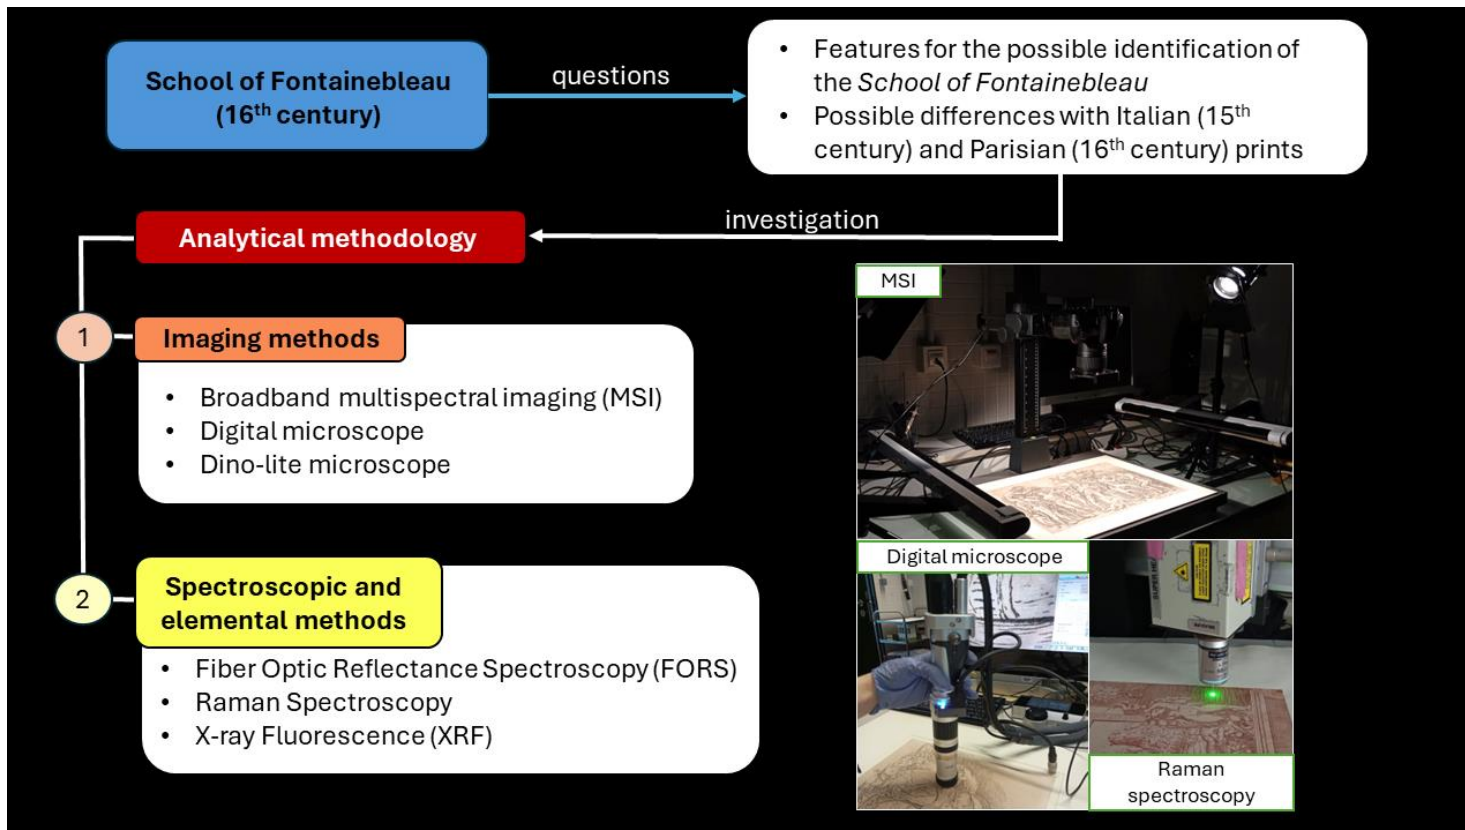 School of Fontainebleau
(16th century)
questions
• Features for the possible identification of
the School of Fontainebleau
• Possible differences with Italian (15th
century) and Parisian (16th century) prints
investigation
Analytical methodology
1
Imaging methods
• Broadband multispectral imaging (MSI)
• Digital microscope
• Dino-lite microscope
2
Spectroscopic and
elemental methods
• Fiber Optic Reflectance Spectroscopy (FORS)
• Raman Spectroscopy
• X-ray Fluorescence (XRF)
MSI
Digital microscope
Raman
spectroscopy